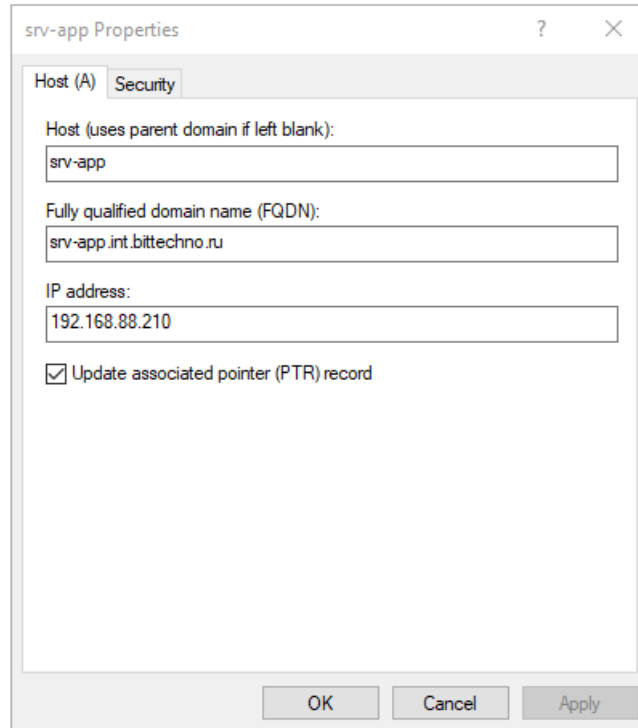 srv-app Properties
?
Host (A)
Security
Host (uses parent domain if left blank):
srv-app
Fully qualified domain name (FQDN):
srv-app.int.bittechno.ru
IP address:
192.168.88.210
Update associated pointer (PTR) record
OK
Cancel
Apply